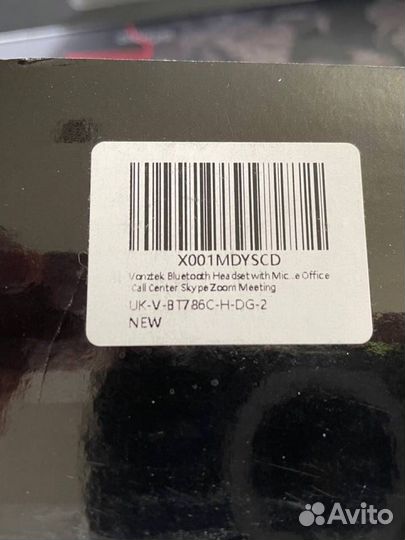 X001MDYSCD
Vonztek Bluetooth Headset with Mic...e Office
Call Center Skype Zoom Meeting
UK-V-BT786C-H-DG-2
NEW
Avito